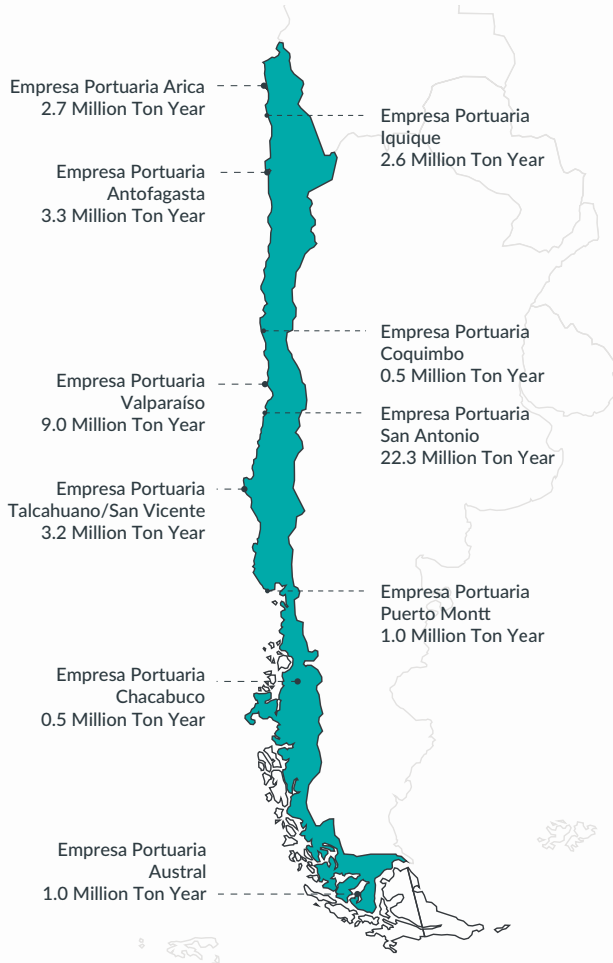 Empresa Portuaria Arica
2.7 Million Ton Year
Empresa Portuaria
Iquique
2.6 Million Ton Year
Empresa Portuaria
Antofagasta
3.3 Million Ton Year
Empresa Portuaria
Coquimbo
0.5 Million Ton Year
Empresa Portuaria
Valparaíso
9.0 Million Ton Year
Empresa Portuaria
San Antonio
22.3 Million Ton Year
Empresa Portuaria
Talcahuano/San Vicente
3.2 Million Ton Year
Empresa Portuaria
Puerto Montt
1.0 Million Ton Year
Empresa Portuaria
Chacabuco
0.5 Million Ton Year
Empresa Portuaria
Austral
1.0 Million Ton Year